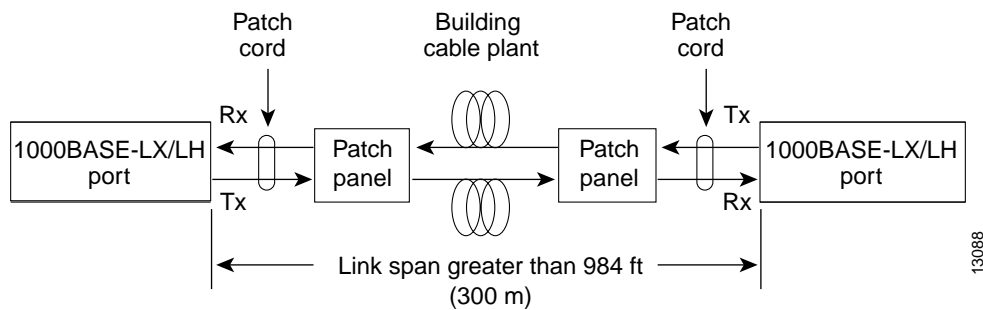 Patch
cord
Building
cable plant
Patch
cord
Rx
Tx
1000BASE-LX/LH
port
Patch
panel
Patch
panel
1000BASE-LX/LH
port
Tx
Rx
Link span greater than 984 ft
(300 m)
13088